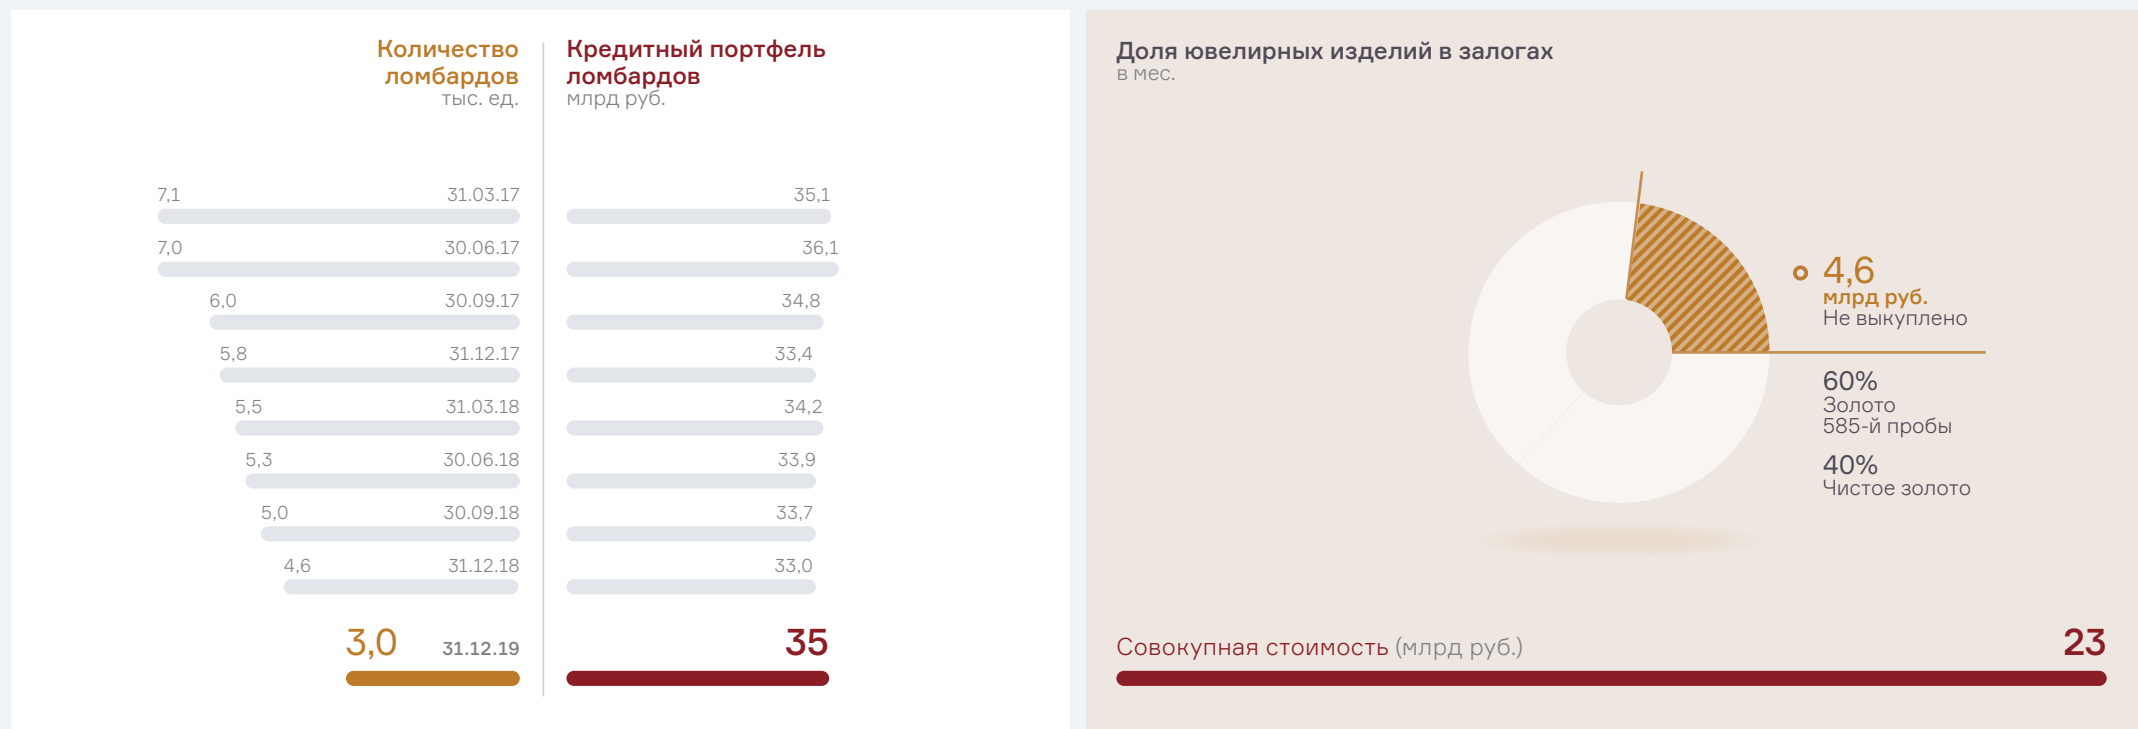 Количество
ломбардов
тыс. ед.
Кредитный портфель
ломбардов
млрд руб.
7,1 31.03.17 35,1
7,0 30.06.17 36,1
6,0 30.09.17 34,8
5,8 31.12.17 33,4
5,5 31.03.18 34,2
5,3 30.06.18 33,9
5,0 30.09.18 33,7
4,6 31.12.18 33,0
3,0 31.12.19 35
Доля ювелирных изделий в залогах
в мес.
4,6
млрд руб.
Не выкуплено
60%
Золото
585-й пробы
40%
Чистое золото
Совокупная стоимость (млрд руб.) 23